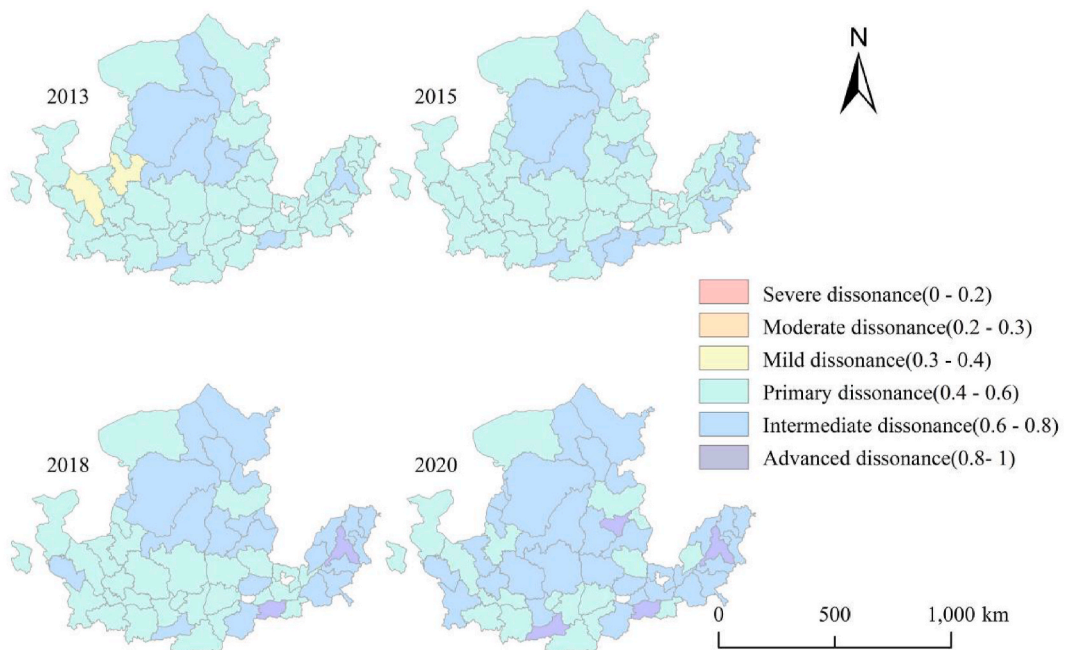 N
2013
2015
Severe dissonance(0 - 0.2)
Moderate dissonance(0.2 - 0.3)
Mild dissonance(0.3 - 0.4)
Primary dissonance(0.4 - 0.6)
Intermediate dissonance(0.6 - 0.8)
Advanced dissonance(0.8- 1)
2018
2020
0 500 1,000 km